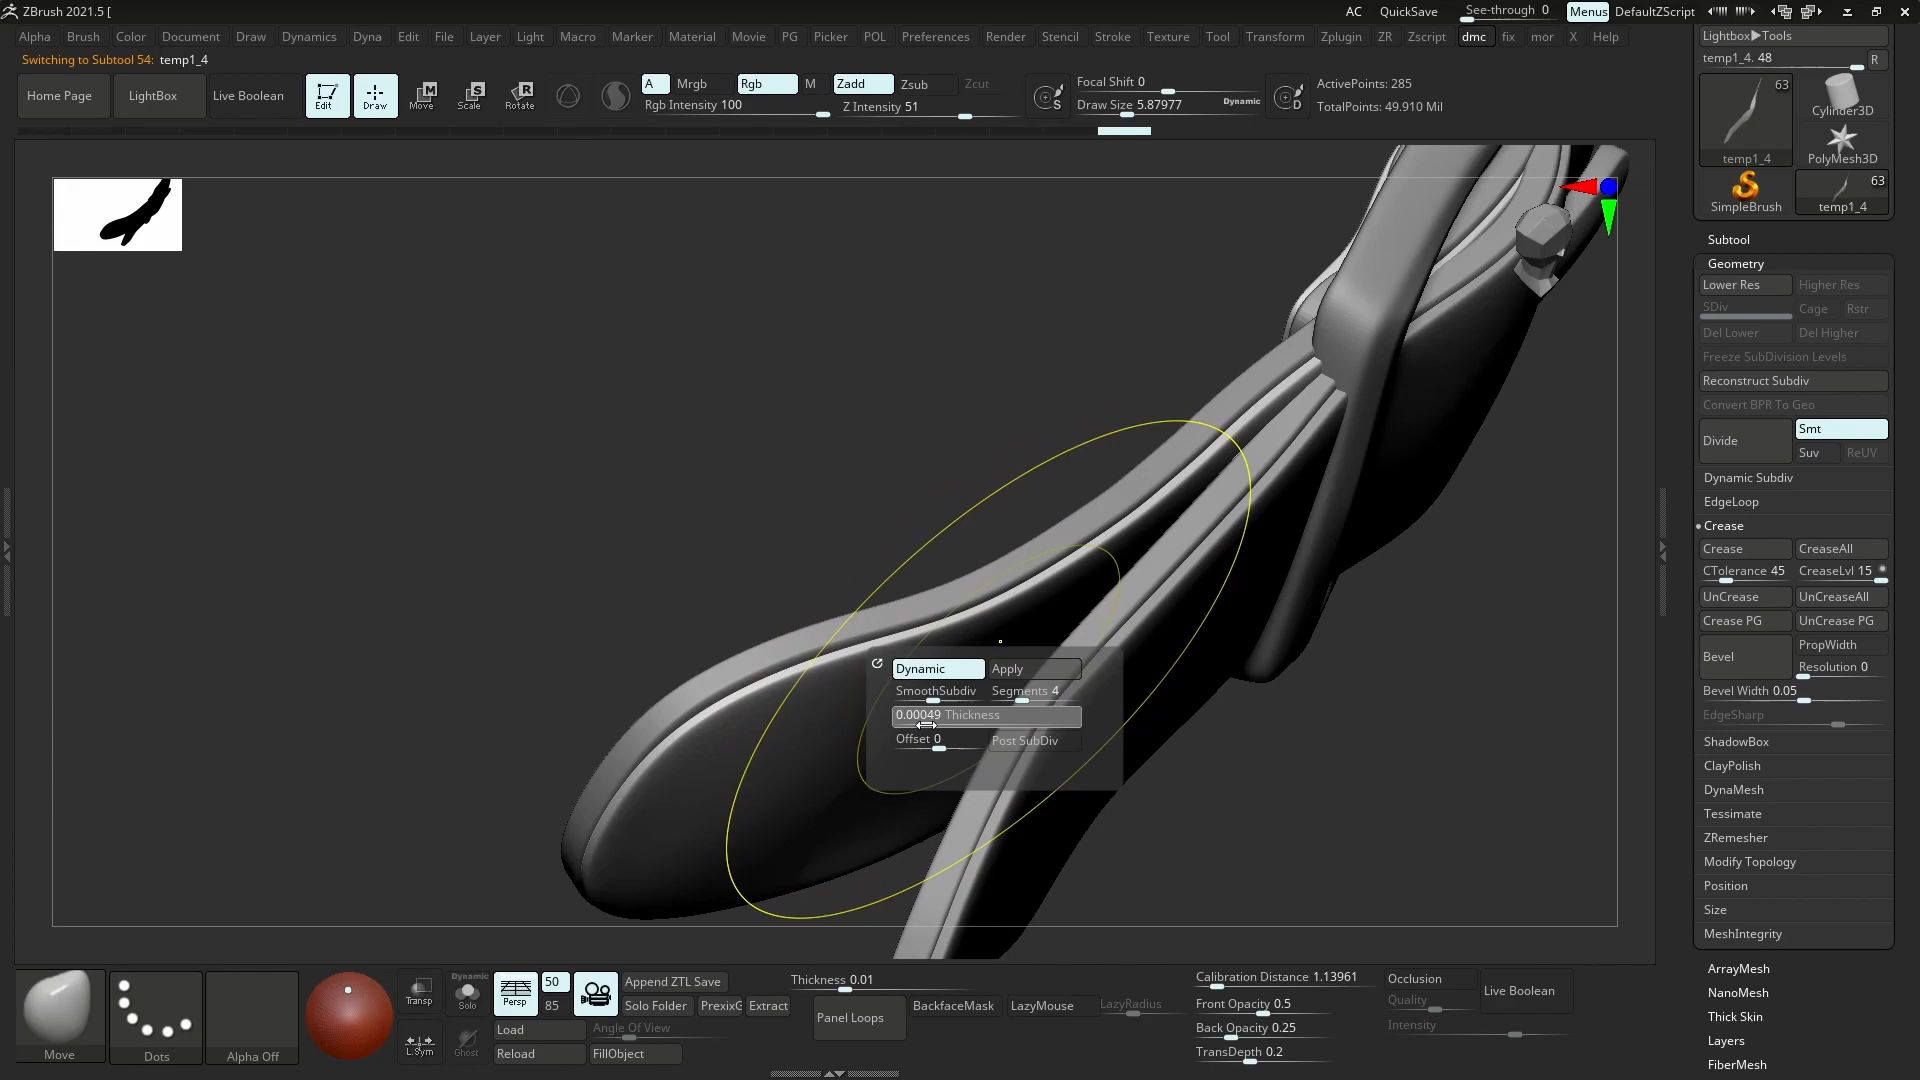 ZBrush 2021.5 [
AC QuickSave See-through 0 Menus DefaultZScript
Alpha Brush Color Document Draw Dynamics Dyna Edit File Layer Light Macro Marker Material Movie PG Picker POL Preferences Render Stencil Stroke Texture Tool Transform Zplugin ZR Zscript dmc fix mor X Help
Switching to Subtool 54: temp1_4
Home Page LightBox Live Boolean Edit Draw Move Scale Rotate
A Mrgb Rgb M Zadd Zsub Zcut
Rgb Intensity 100 Z Intensity 51
Focal Shift 0
Draw Size 5.87977 Dynamic
ActivePoints: 285
TotalPoints: 49.910 Mil
Lightbox▶Tools
temp1_4. 48 R
63
temp1_4
Cylinder3D
PolyMesh3D
SimpleBrush
63
temp1_4
Subtool
Geometry
Lower Res Higher Res
SDiv Cage Rstr
Del Lower Del Higher
Freeze SubDivision Levels
Reconstruct Subdiv
Convert BPR To Geo
Divide Smt
Suv ReUV
Dynamic Subdiv
EdgeLoop
Crease
Crease CreaseAll
CTolerance 45 CreaseLvl 15
UnCrease UnCreaseAll
Crease PG UnCrease PG
Bevel PropWidth
Resolution 0
Bevel Width 0.05
EdgeSharp
ShadowBox
ClayPolish
DynaMesh
Tessimate
ZRemesher
Modify Topology
Position
Size
MeshIntegrity
ArrayMesh
NanoMesh
Thick Skin
Layers
FiberMesh
Dynamic Apply
SmoothSubdiv Segments 4
0.00049 Thickness
Offset 0 Post SubDiv
Move Dots Alpha Off
Transp
L.Sym
Dynamic
Solo
Ghost
Persp
50
85
Append ZTL Save
Solo Folder PrexixG Extract
Load Angle Of View
Reload FillObject
Thickness 0.01
Panel Loops BackfaceMask LazyMouse LazyRadius
Calibration Distance 1.13961
Front Opacity 0.5
Back Opacity 0.25
TransDepth 0.2
Occlusion
Quality
Intensity
Live Boolean